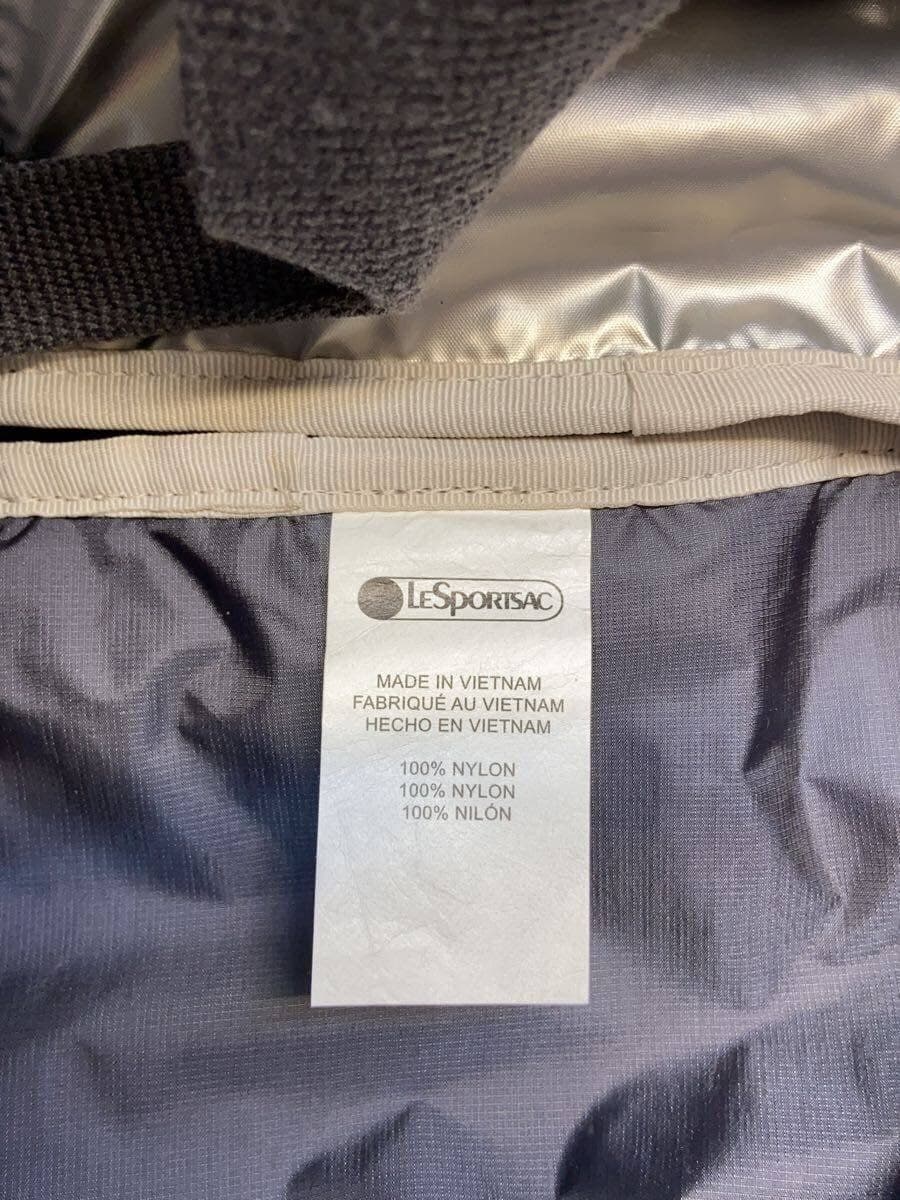 LESPORTSAC
MADE IN VIETNAM
FABRIQUÉ AU VIETNAM
HECHO EN VIETNAM
100% NYLON
100% NYLON
100% NILÓN